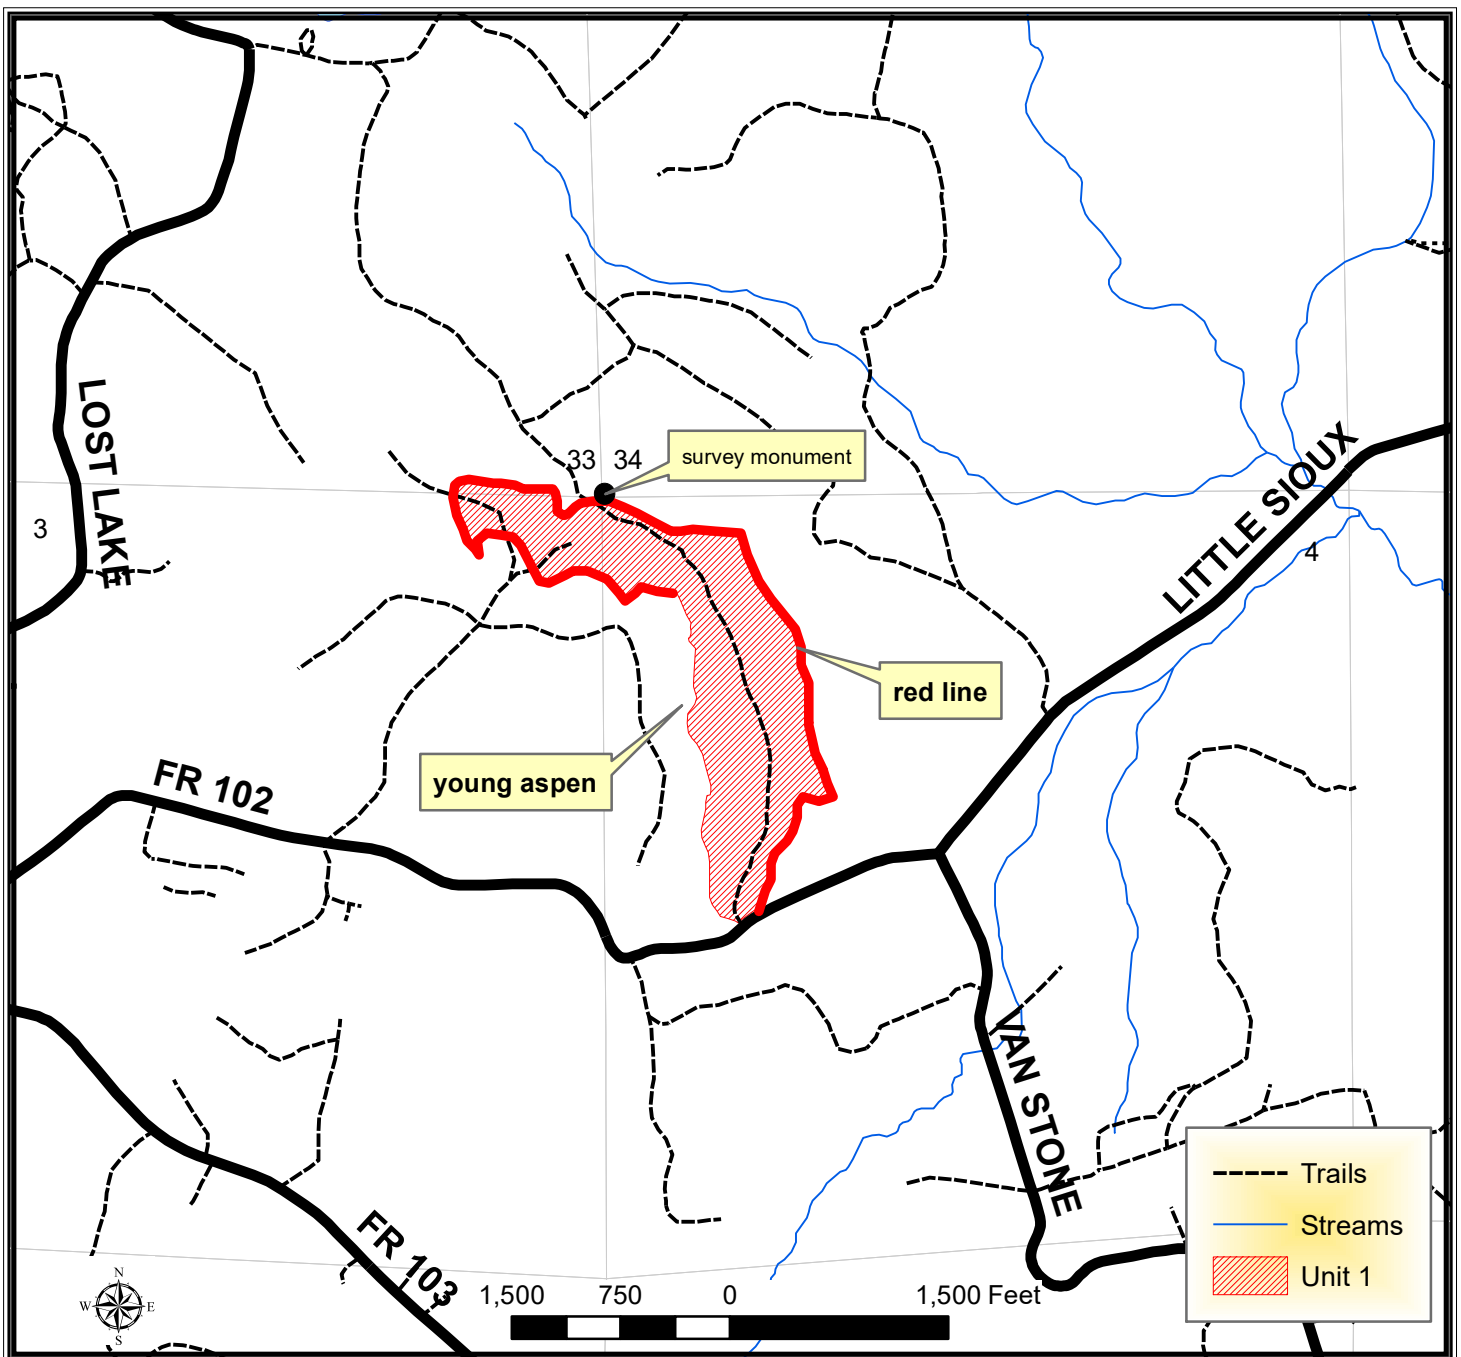 33 34
survey monument
LOST LAKE
3
LITTLE SIOUX
4
red line
young aspen
FR 102
VAN STONE
FR 103
Trails
Streams
Unit 1
N
W E
S
1,500 750 0 1,500 Feet